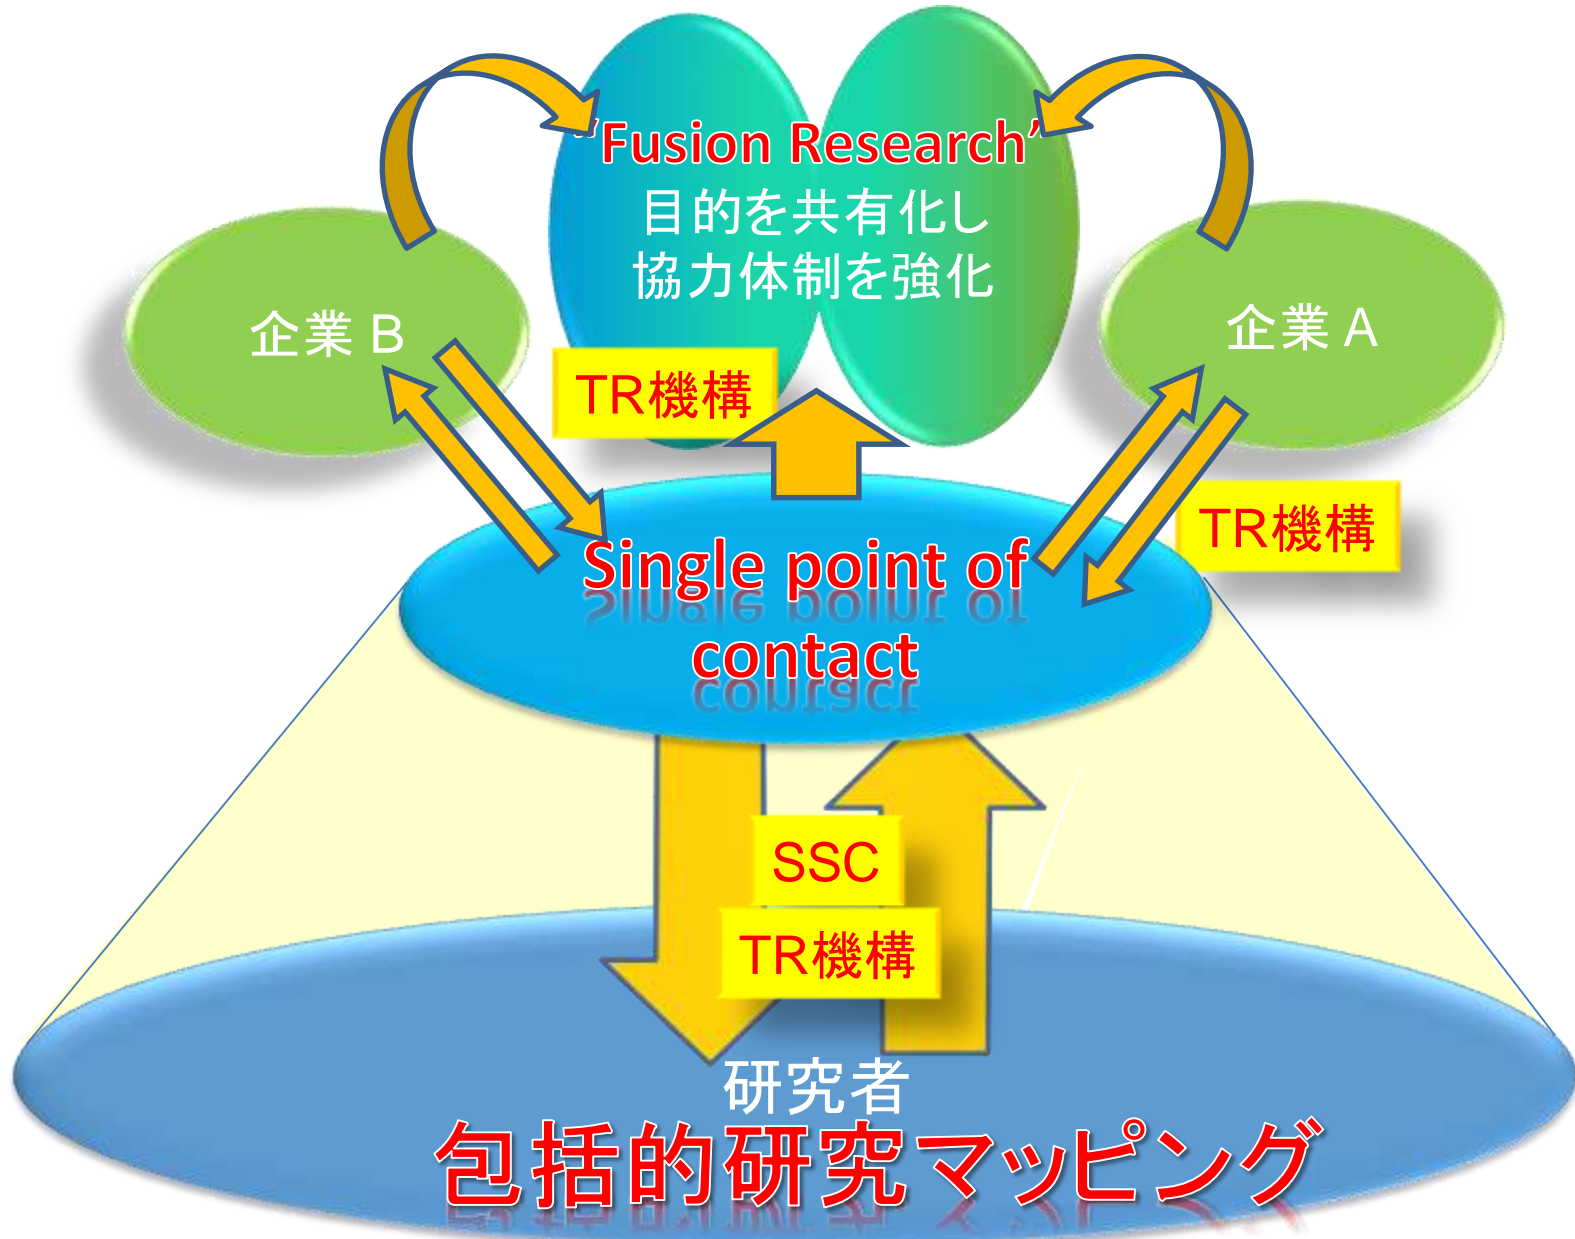 “Fusion Research”
目的を共有化し
協力体制を強化
企業 B
企業 A
TR機構
TR機構
Single point of
contact
SSC
TR機構
研究者
包括的研究マッピング